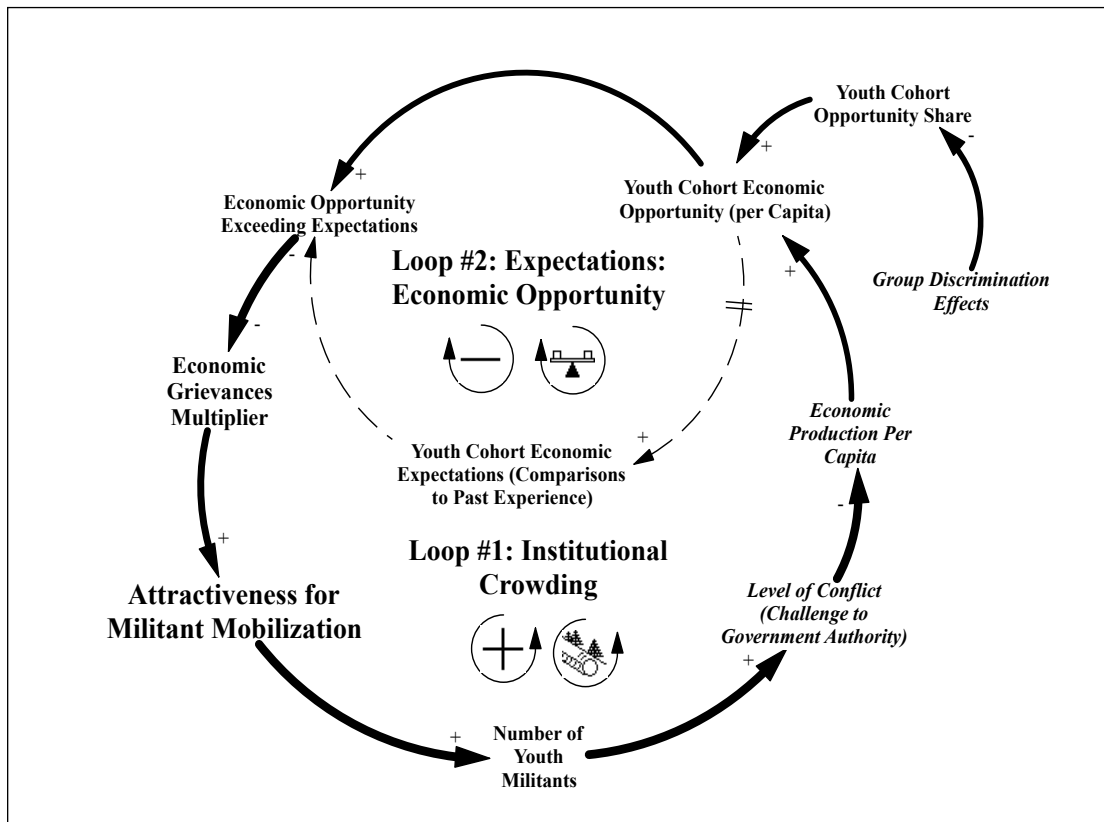 Youth Cohort
Opportunity Share
-
+
+
Youth Cohort Economic
Opportunity (per Capita)
Economic Opportunity
Exceeding Expectations
-
+
Loop #2: Expectations:
Economic Opportunity
Group Discrimination
Effects
-
Economic
Grievances
Multiplier
Economic
Production Per
Capita
+
Youth Cohort Economic
Expectations (Comparisons
to Past Experience)
-
+
Loop #1: Institutional
Crowding
Attractiveness for
Militant Mobilization
Level of Conflict
(Challenge to
Government Authority)
+
+
Number of
Youth
Militants